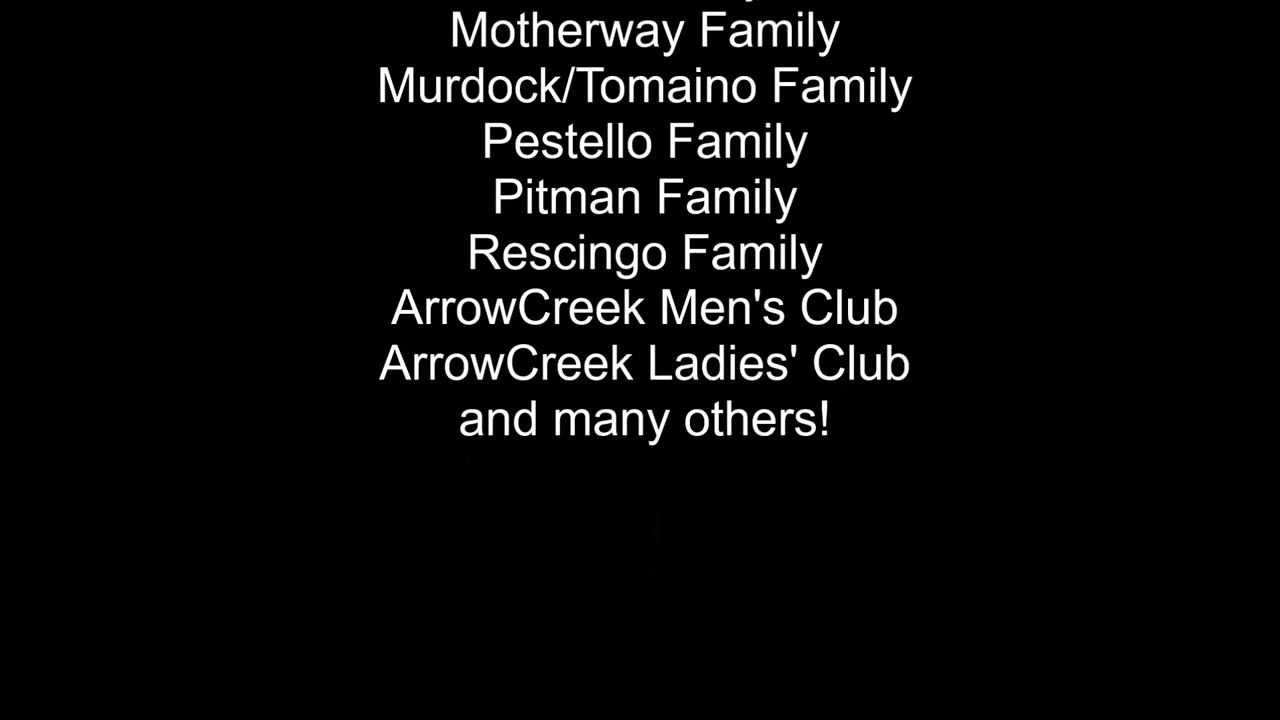 Motherway Family
Murdock/Tomaino Family
Pestello Family
Pitman Family
Rescingo Family
ArrowCreek Men's Club
ArrowCreek Ladies' Club
and many others!